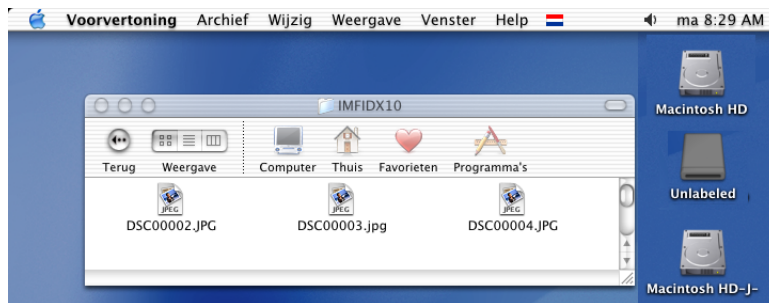 Voorvertoning Archief Wijzig Weergave Venster Help ma 8:29 AM
Macintosh HD
IMFIDX10
Terug Weergave Computer Thuis Favorieten Programma's
Unlabeled
JPEG JPEG JPEG
DSC00002.JPG DSC00003.jpg DSC00004.JPG
Macintosh HD-J-